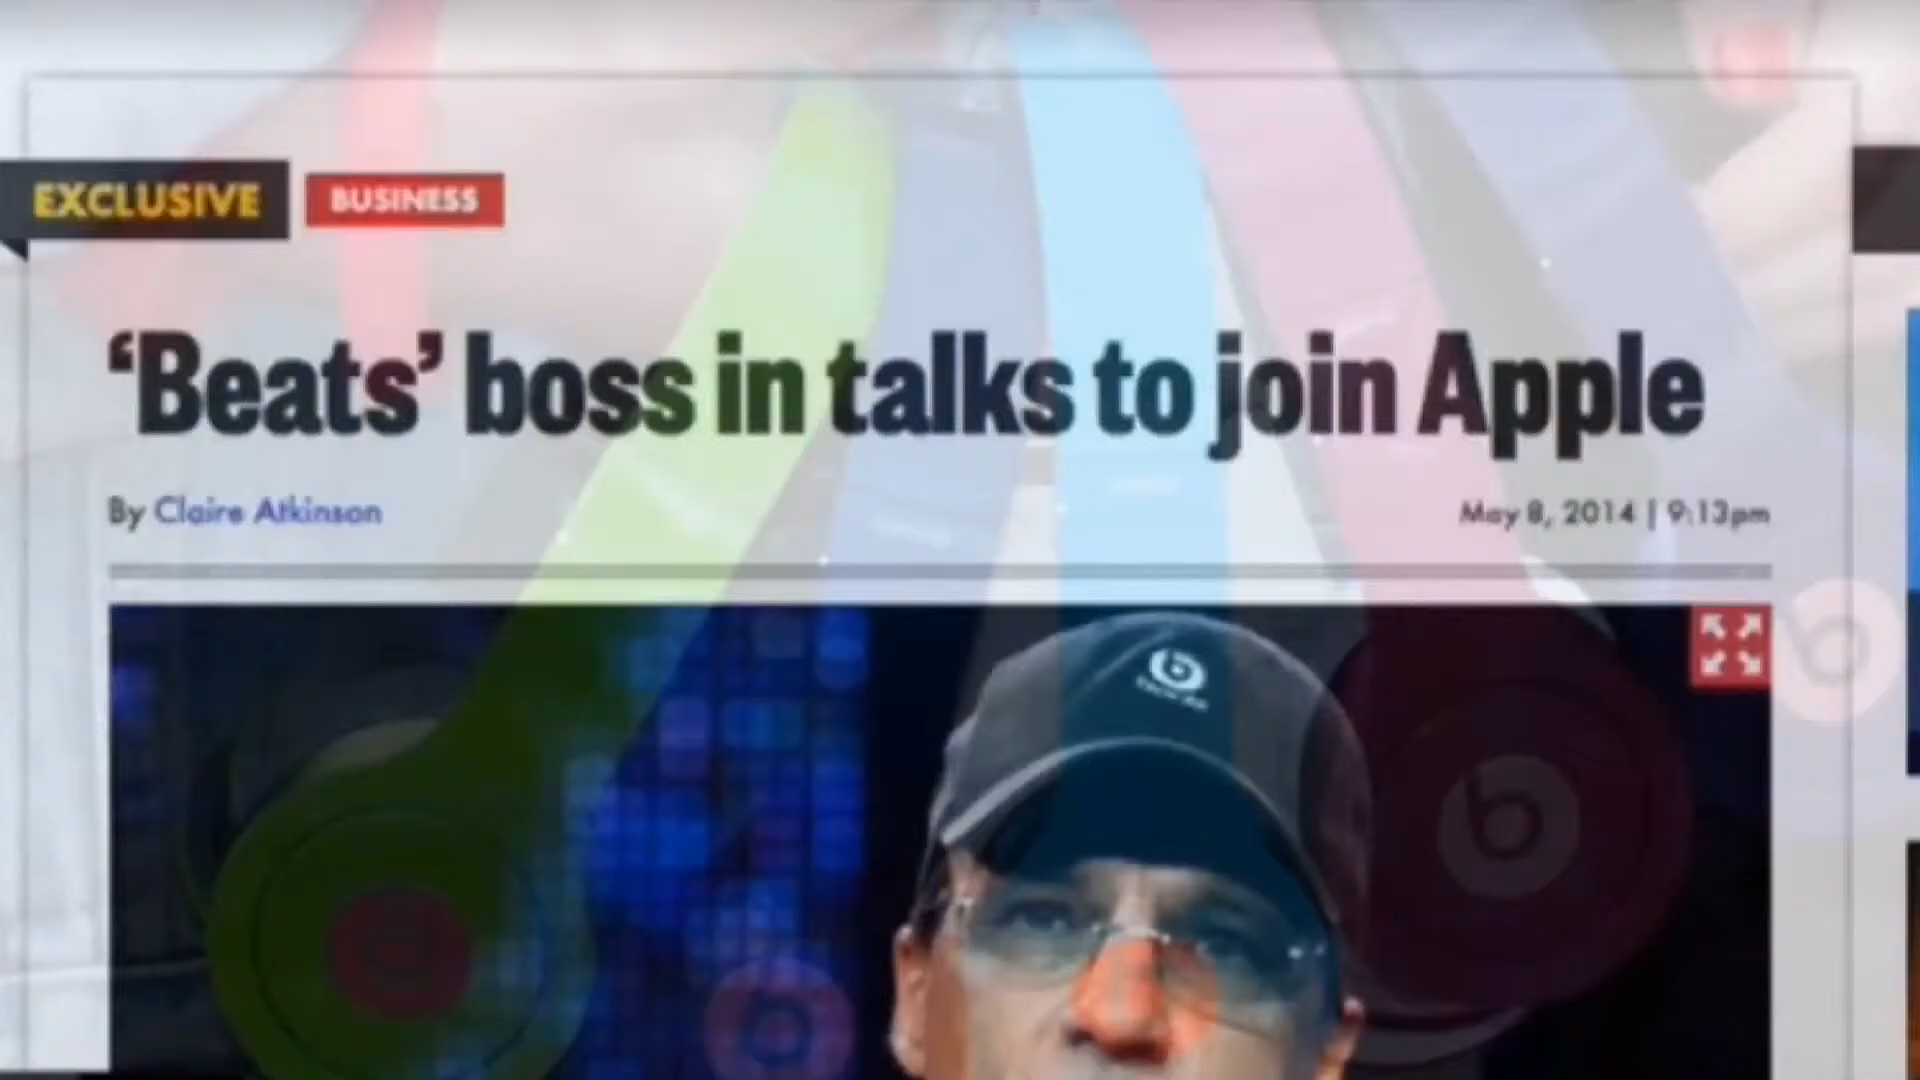 EXCLUSIVE BUSINESS
‘Beats’ boss in talks to join Apple
By Claire Atkinson May 8, 2014 | 9:13pm